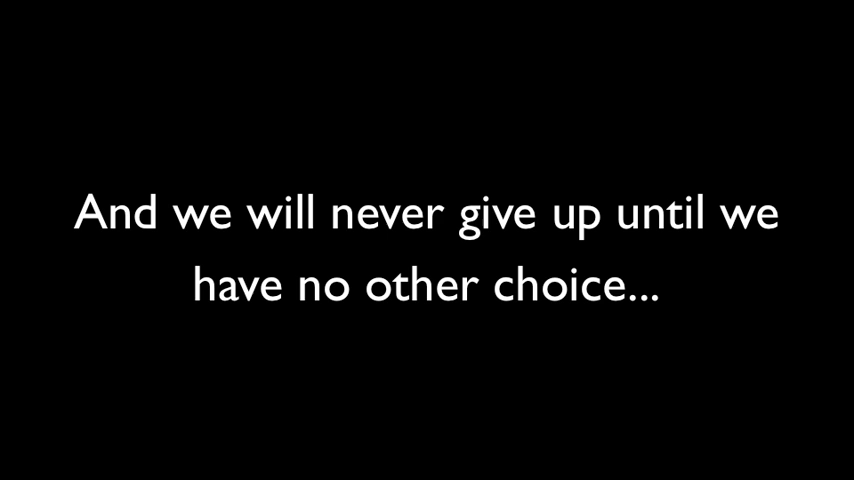 And we will never give up until we
have no other choice...